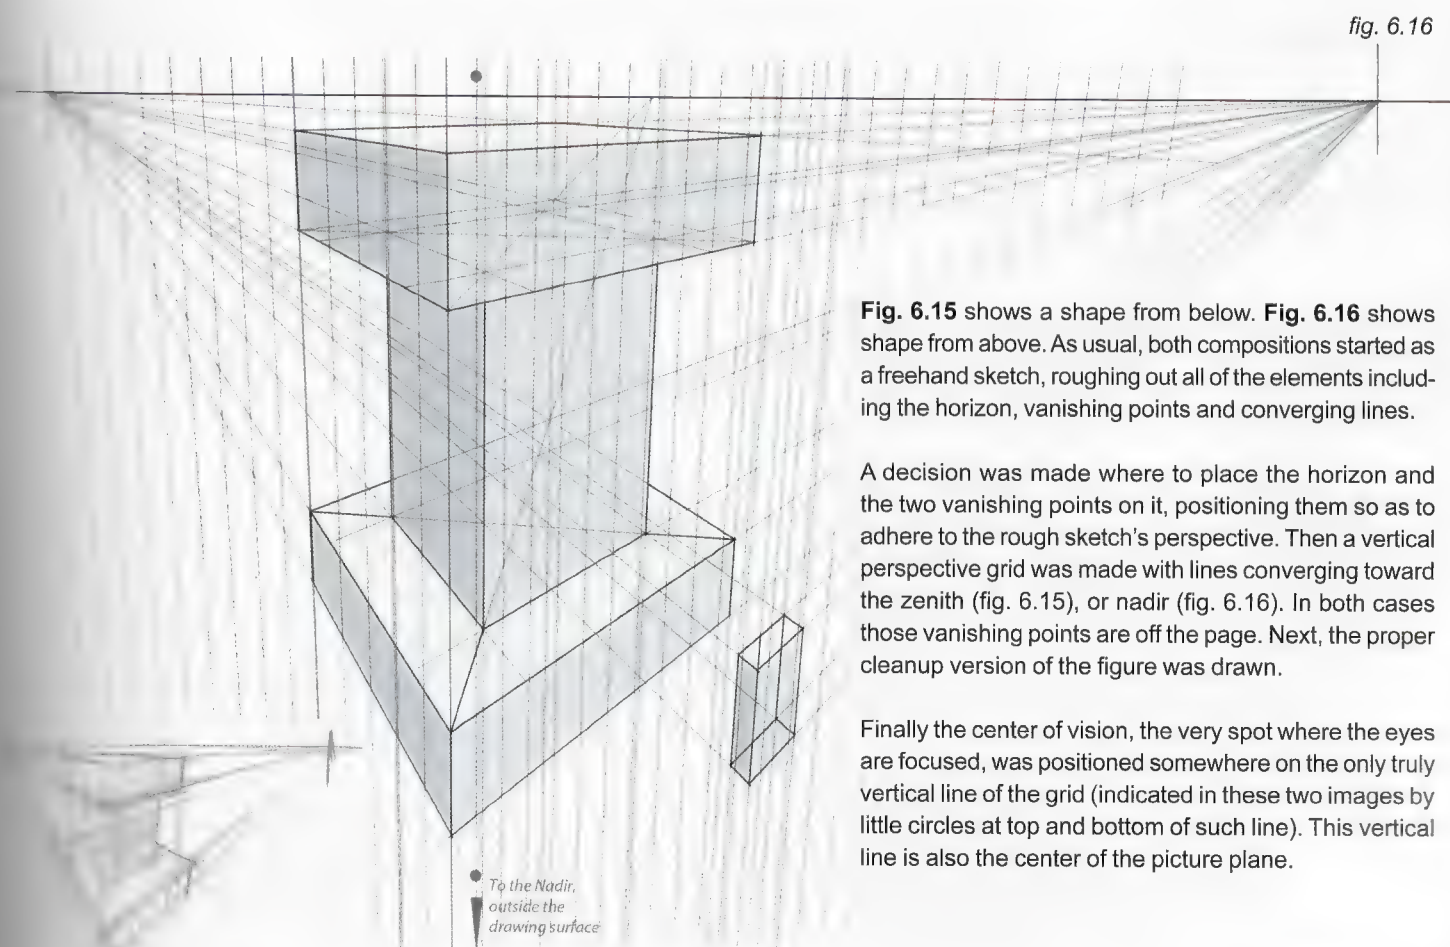 fig. 6.16
Fig. 6.15 shows a shape from below. Fig. 6.16 shows
shape from above. As usual, both compositions started as
a freehand sketch, roughing out all of the elements includ-
ing the horizon, vanishing points and converging lines.
A decision was made where to place the horizon and
the two vanishing points on it, positioning them so as to
adhere to the rough sketch's perspective. Then a vertical
perspective grid was made with lines converging toward
the zenith (fig. 6.15), or nadir (fig. 6.16). In both cases
those vanishing points are off the page. Next, the proper
cleanup version of the figure was drawn.
Finally the center of vision, the very spot where the eyes
are focused, was positioned somewhere on the only truly
vertical line of the grid (indicated in these two images by
little circles at top and bottom of such line). This vertical
line is also the center of the picture plane.
To the Nadir,
outside the
drawing surface